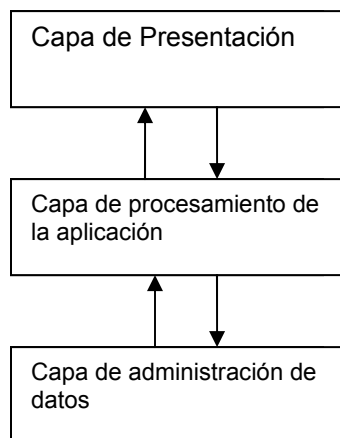 Capa de Presentación
Capa de procesamiento de
la aplicación
Capa de administración de
datos